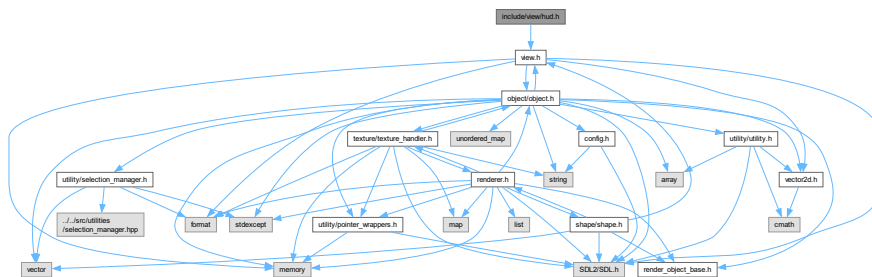 include/view/hud.h
view.h
object/object.h
texture/texture_handler.h
unordered_map
config.h
utility/utility.h
utility/selection_manager.h
renderer.h
string
array
vector2d.h
../../src/utilities
/selection_manager.hpp
format
stdexcept
utility/pointer_wrappers.h
map
list
shape/shape.h
cmath
vector
memory
SDL2/SDL.h
render_object_base.h